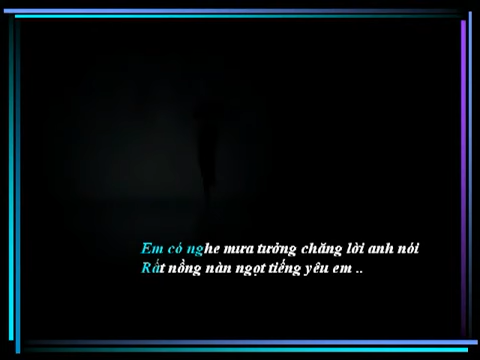 Em có nghe mưa tưởng chăng lời anh nói
Rất nồng nàn ngọt tiếng yêu em ..